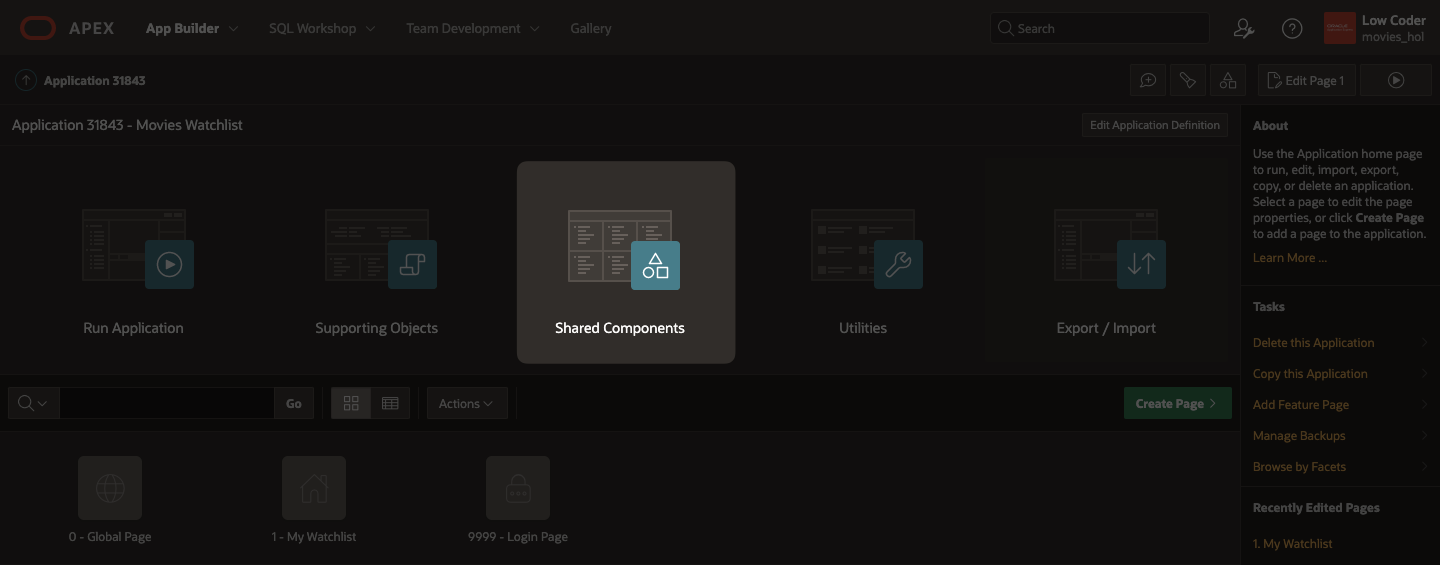 APEX
App Builder
SQL Workshop
Team Development
Gallery
Search
Low Coder
movies_hol
Application 31843
Edit Page 1
Application 31843 - Movies Watchlist
Edit Application Definition
Run Application
Supporting Objects
Shared Components
Utilities
Export / Import
Go
Actions
Create Page
0 - Global Page
1 - My Watchlist
9999 - Login Page
About
Use the Application home page
to run, edit, import, export,
copy, or delete an application.
Select a page to edit the page
properties, or click Create Page
to add a page to the application.
Learn More ...
Tasks
Delete this Application
Copy this Application
Add Feature Page
Manage Backups
Browse by Facets
Recently Edited Pages
1. My Watchlist